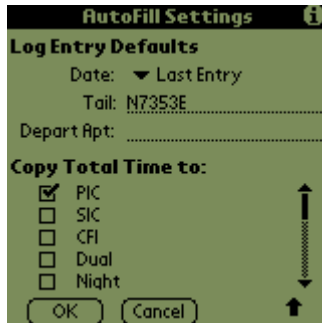 AutoFill Settings i
Log Entry Defaults
Date: Last Entry
Tail: N7353E
Depart Apt:
Copy Total Time to:
PIC
SIC
CFI
Dual
Night
OK Cancel